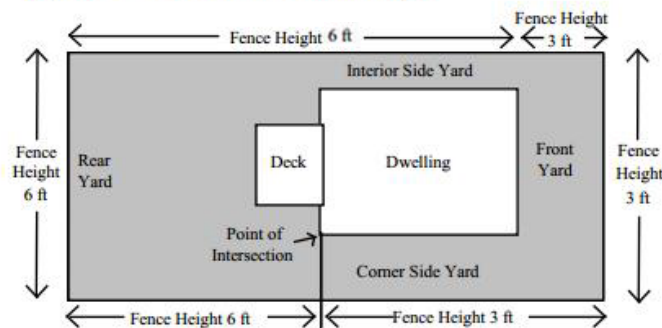 Fence Height
3 ft
Fence Height 6 ft
Interior Side Yard
Fence
Height
6 ft
Rear
Yard
Deck
Dwelling
Front
Yard
Fence
Height
3 ft
Point of
Intersection
Corner Side Yard
Fence Height 6 ft
Fence Height 3 ft